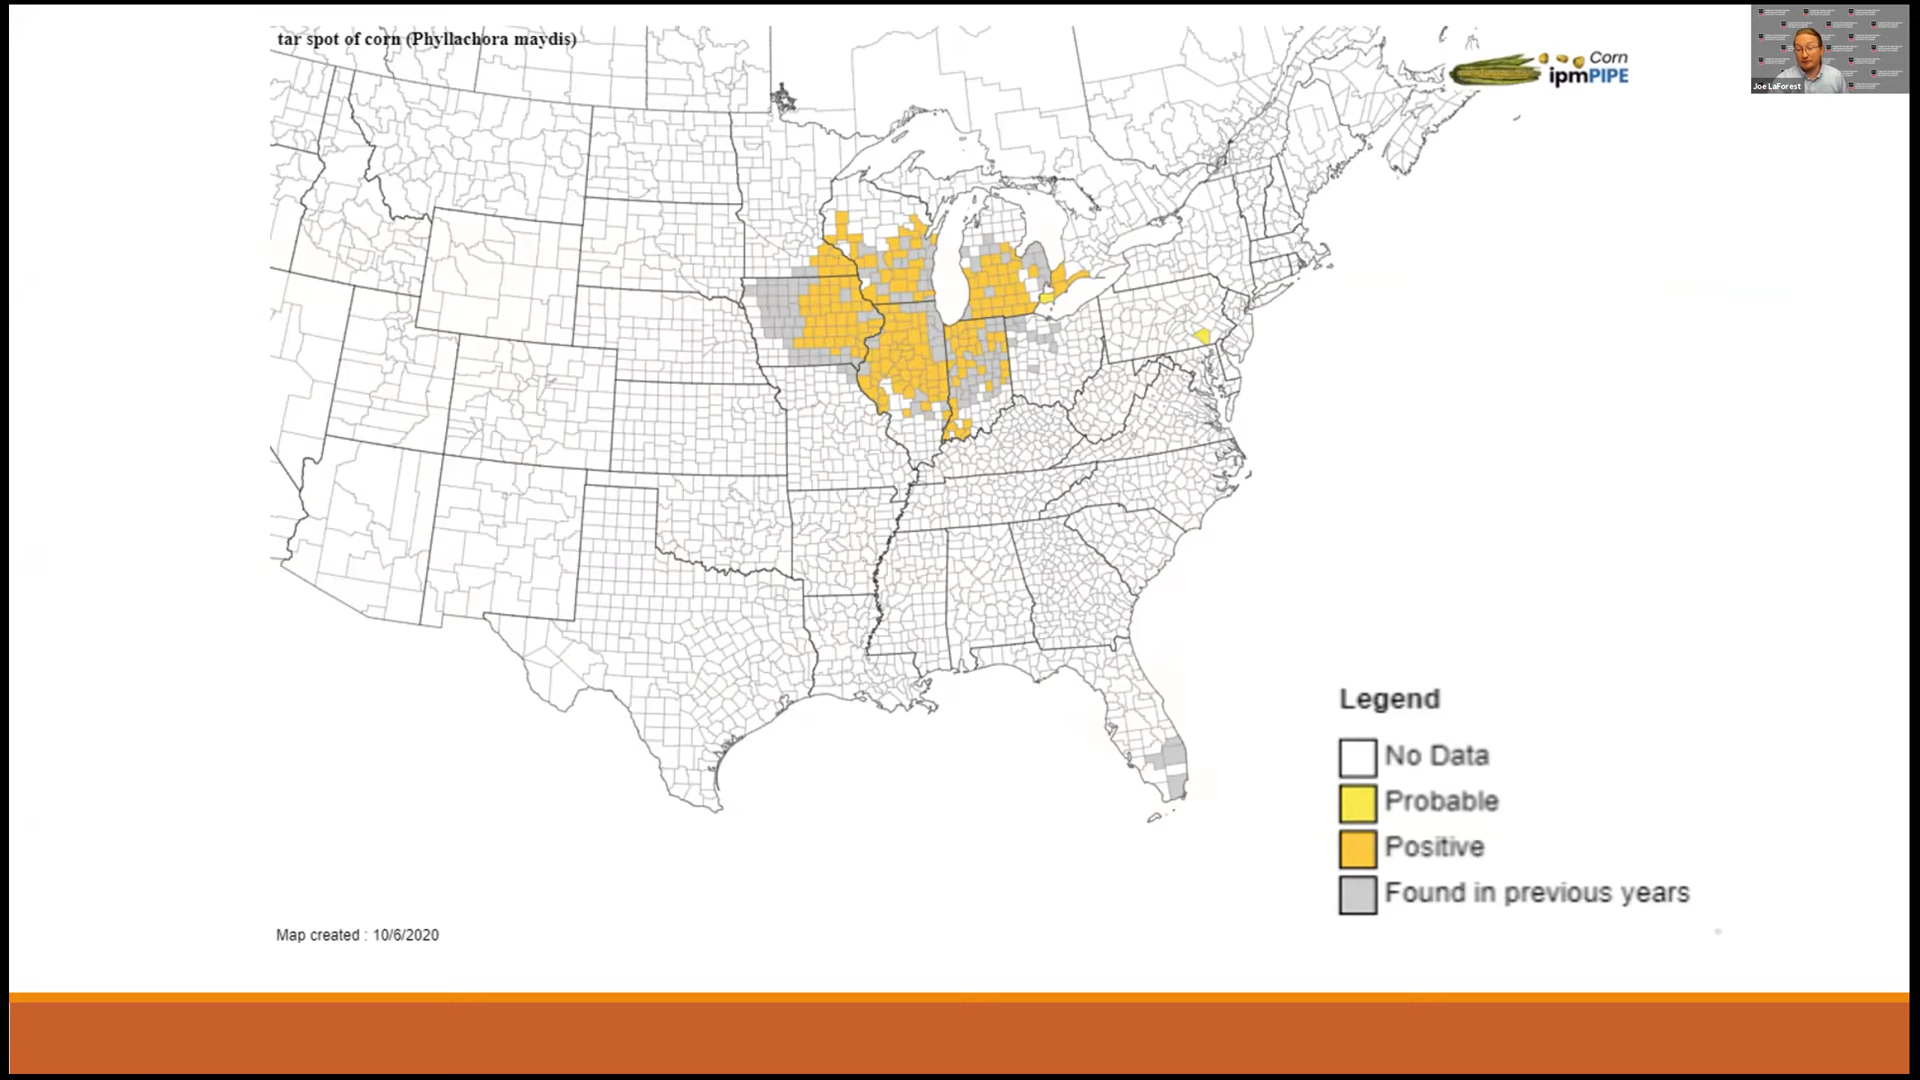 tar spot of corn (Phyllachora maydis)
Corn
ipmPIPE
Joe LaForest
Legend
No Data
Probable
Positive
Found in previous years
Map created : 10/6/2020